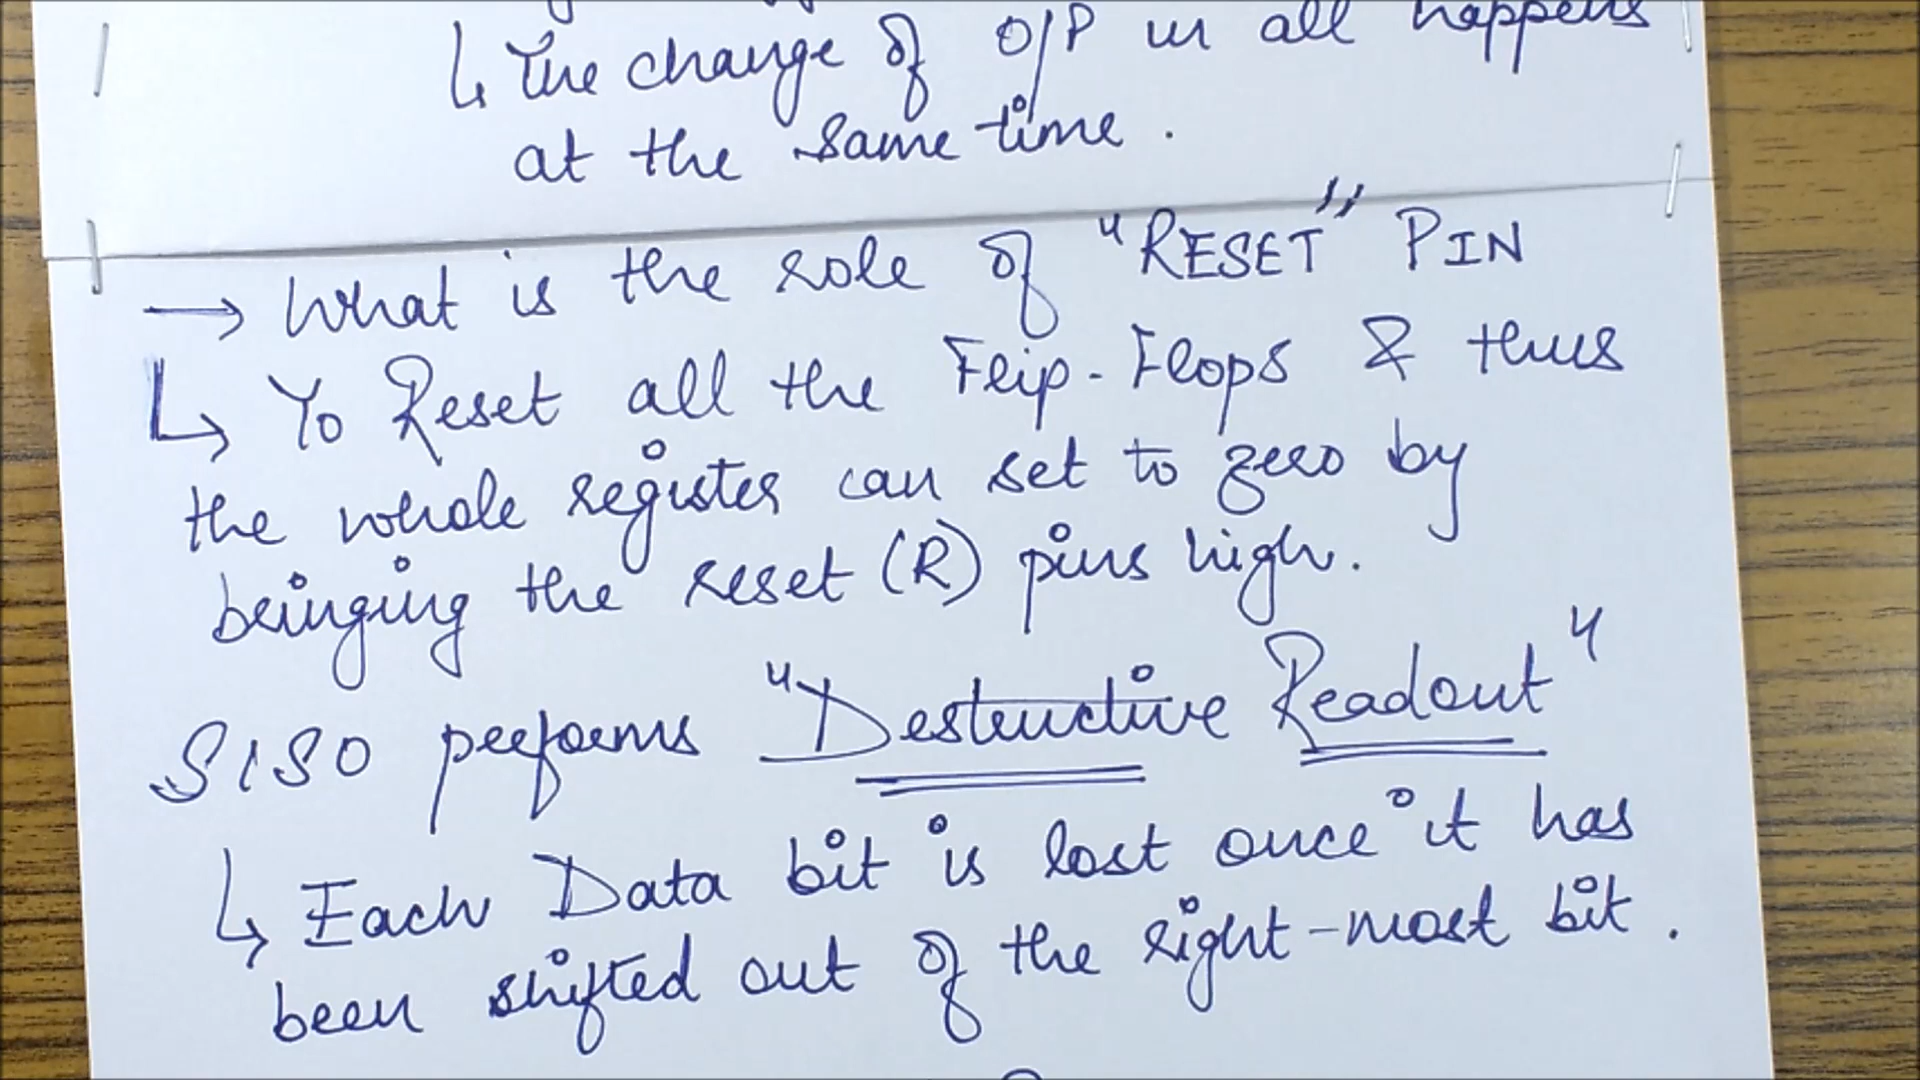 ↳ The change of O/P in all happens
at the same time.
→ What is the role of "RESET" PIN
↳ Yo Reset all the Flip-Flops & thus
the whole register can set to zero by
bringing the reset (R) pins high.
SISO performs "Destructive Readout"
↳ Each Data bit is lost once it has
been shifted out of the right-most bit.